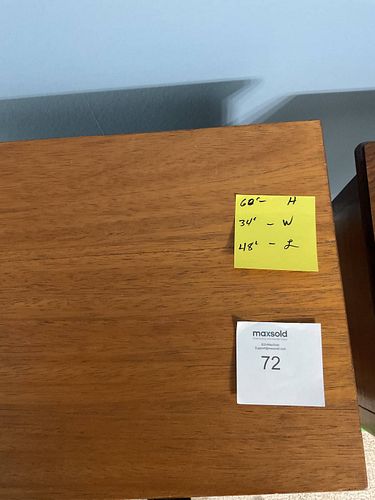 60"- H
34" - W
48" - L
maxsold
72